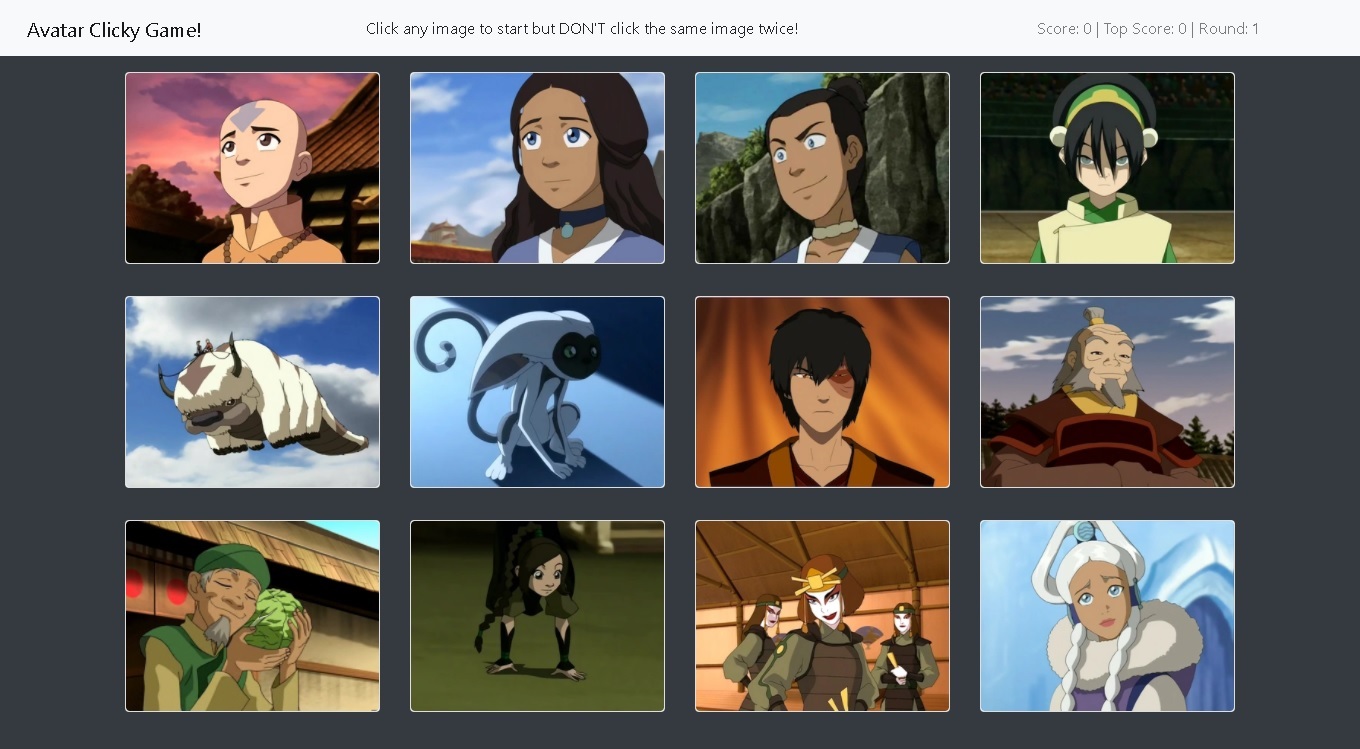 Avatar Clicky Game!
Click any image to start but DON'T click the same image twice!
Score: 0 | Top Score: 0 | Round: 1